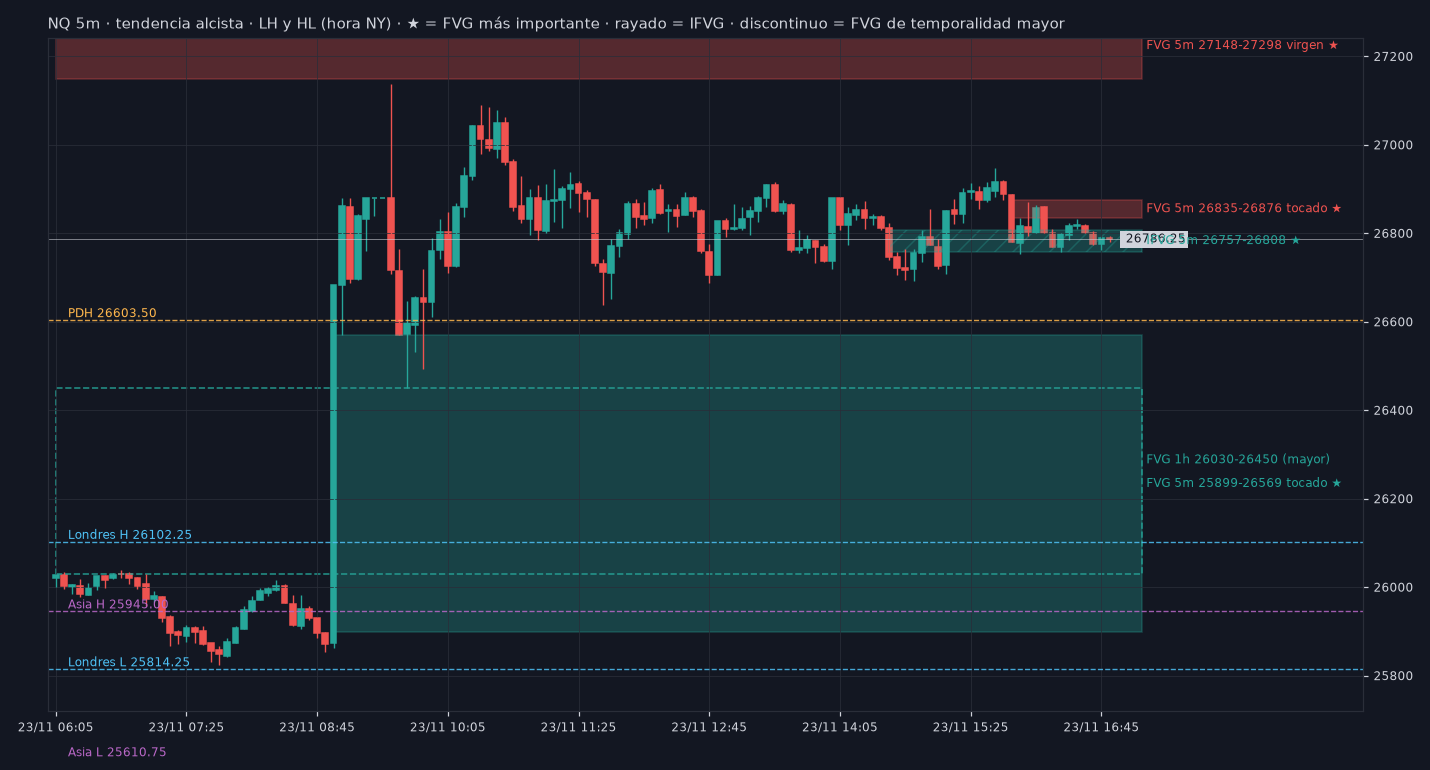 NQ 5m · tendencia alcista · LH y HL (hora NY) · ★ = FVG más importante · rayado = IFVG · discontinuo = FVG de temporalidad mayor
FVG 5m 27148-27298 virgen ★
27200
27000
FVG 5m 26835-26876 tocado ★
26800
26786.25
IFVG 5m 26757-26808 ★
PDH 26603.50
26600
26400
FVG 1h 26030-26450 (mayor)
FVG 5m 25899-26569 tocado ★
26200
Londres H 26102.25
26000
Asia H 25945.00
Londres L 25814.25
25800
23/11 06:05 23/11 07:25 23/11 08:45 23/11 10:05 23/11 11:25 23/11 12:45 23/11 14:05 23/11 15:25 23/11 16:45
Asia L 25610.75